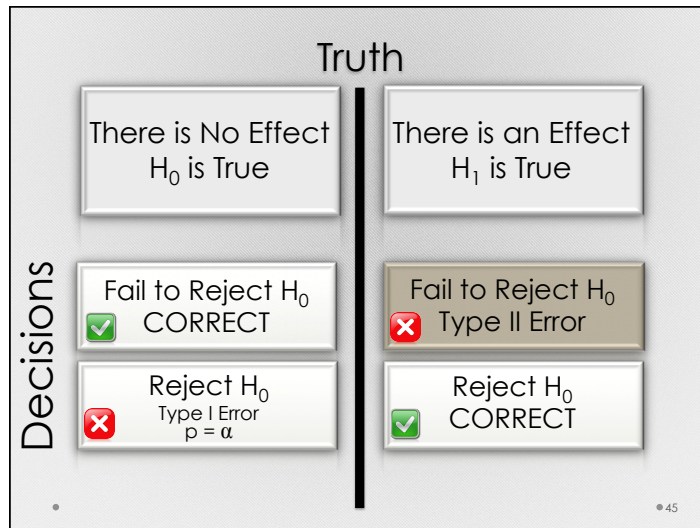 Truth
There is No Effect
H₀ is True
There is an Effect
H₁ is True
Decisions
Fail to Reject H₀
CORRECT
Fail to Reject H₀
Type II Error
Reject H₀
Type I Error
p = α
Reject H₀
CORRECT
45